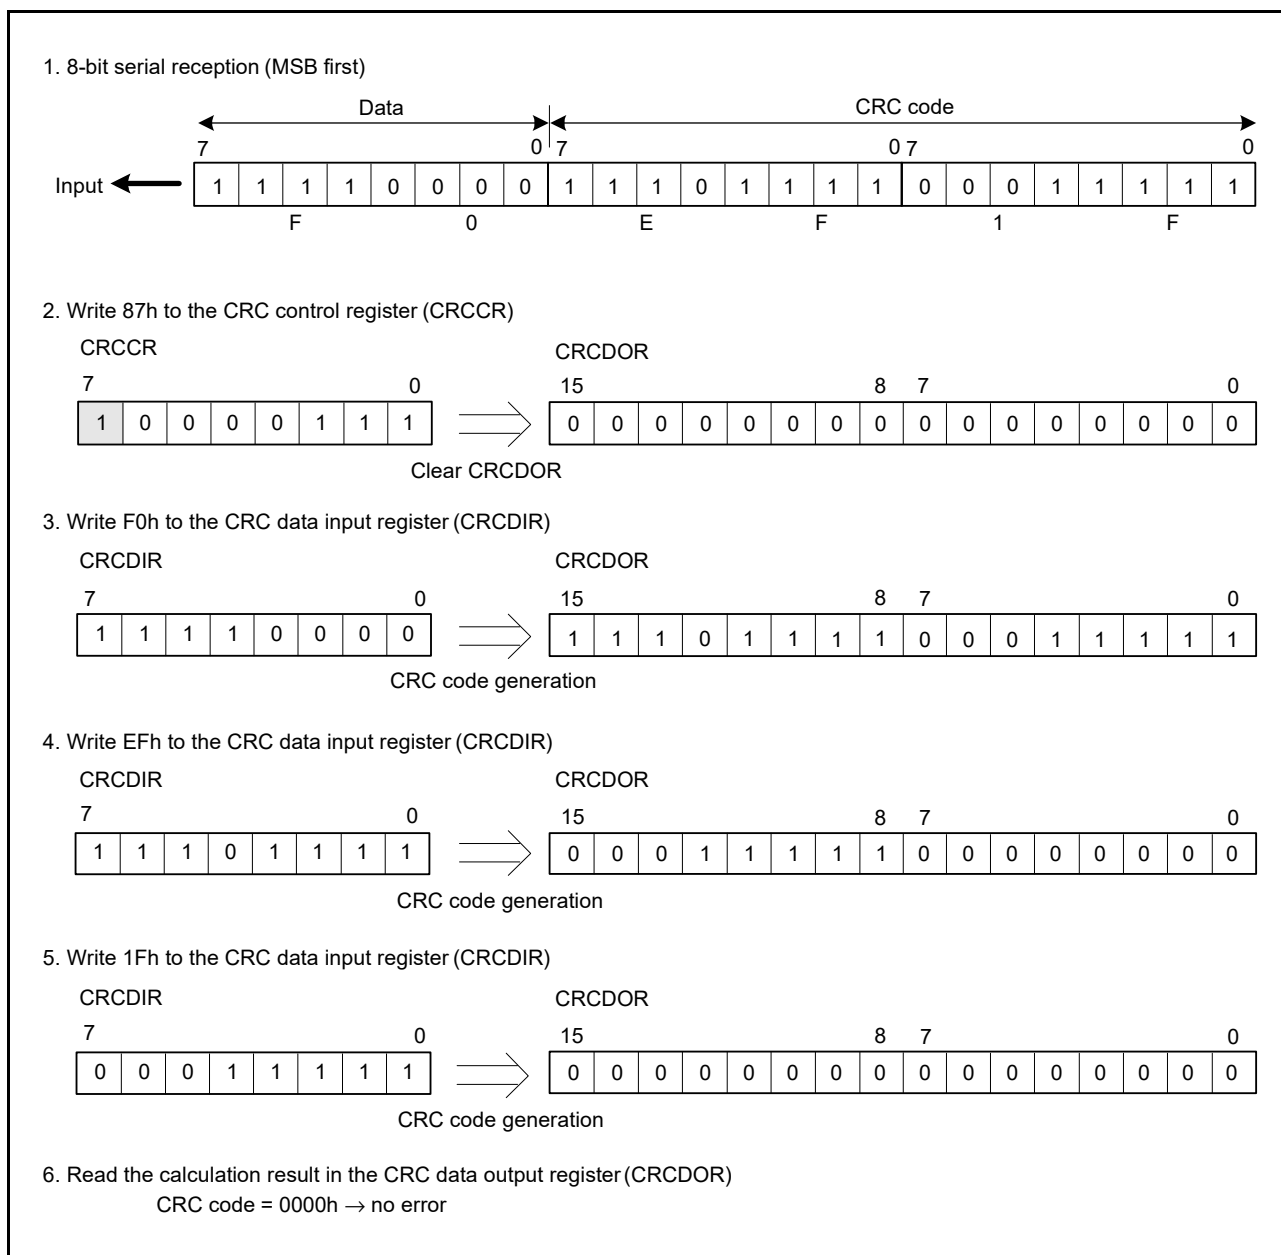 1. 8-bit serial reception (MSB first)
Data CRC code
7 0 7 0 7 0
Input 1 1 1 1 0 0 0 0 1 1 1 0 1 1 1 1 0 0 0 1 1 1 1 1
F 0 E F 1 F
2. Write 87h to the CRC control register (CRCCR)
CRCCR CRCDOR
7 0 15 8 7 0
1 0 0 0 0 1 1 1 0 0 0 0 0 0 0 0 0 0 0 0 0 0 0 0
Clear CRCDOR
3. Write F0h to the CRC data input register (CRCDIR)
CRCDIR CRCDOR
7 0 15 8 7 0
1 1 1 1 0 0 0 0 1 1 1 0 1 1 1 1 0 0 0 1 1 1 1 1
CRC code generation
4. Write EFh to the CRC data input register (CRCDIR)
CRCDIR CRCDOR
7 0 15 8 7 0
1 1 1 0 1 1 1 1 0 0 0 1 1 1 1 1 0 0 0 0 0 0 0 0
CRC code generation
5. Write 1Fh to the CRC data input register (CRCDIR)
CRCDIR CRCDOR
7 0 15 8 7 0
0 0 0 1 1 1 1 1 0 0 0 0 0 0 0 0 0 0 0 0 0 0 0 0
CRC code generation
6. Read the calculation result in the CRC data output register (CRCDOR)
CRC code = 0000h → no error